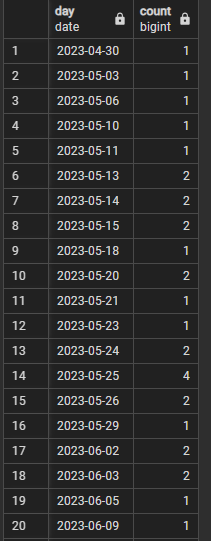 day count
date bigint
1 2023-04-30 1
2 2023-05-03 1
3 2023-05-06 1
4 2023-05-10 1
5 2023-05-11 1
6 2023-05-13 2
7 2023-05-14 2
8 2023-05-15 2
9 2023-05-18 1
10 2023-05-20 2
11 2023-05-21 1
12 2023-05-23 1
13 2023-05-24 2
14 2023-05-25 4
15 2023-05-26 2
16 2023-05-29 1
17 2023-06-02 2
18 2023-06-03 2
19 2023-06-05 1
20 2023-06-09 1